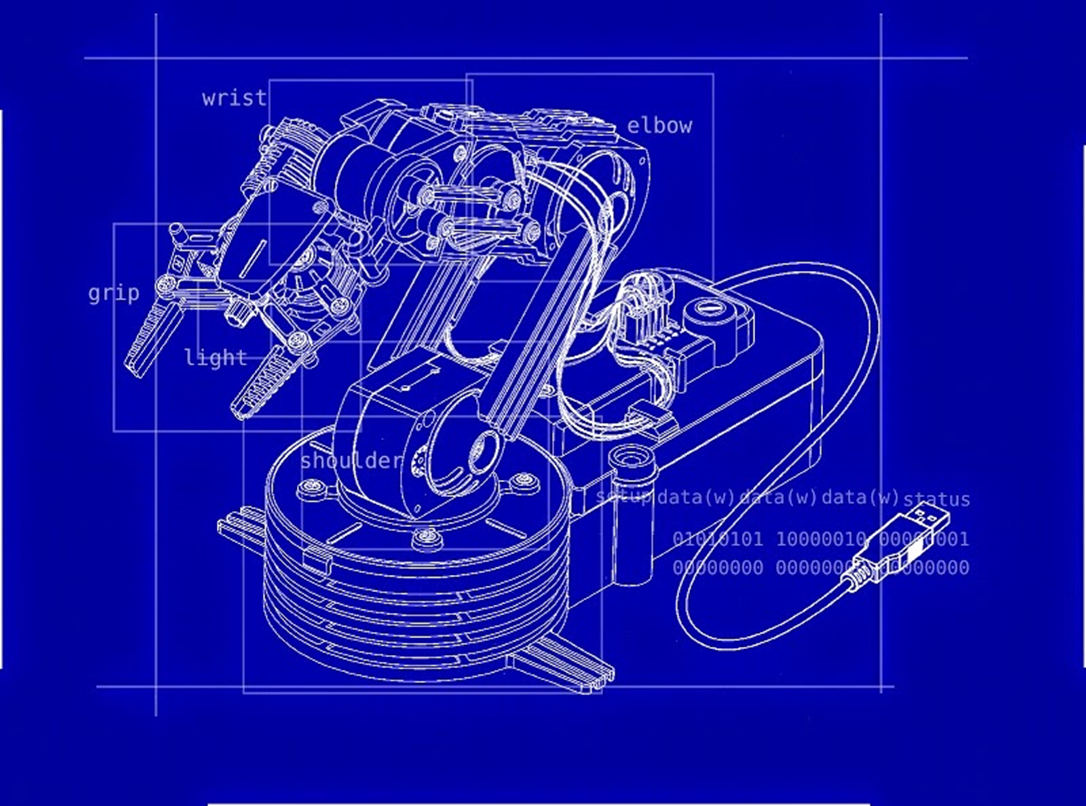 wrist
elbow
grip
light
shoulder
setup data(w) data(w) data(w) status
01010101 10000010
00000000